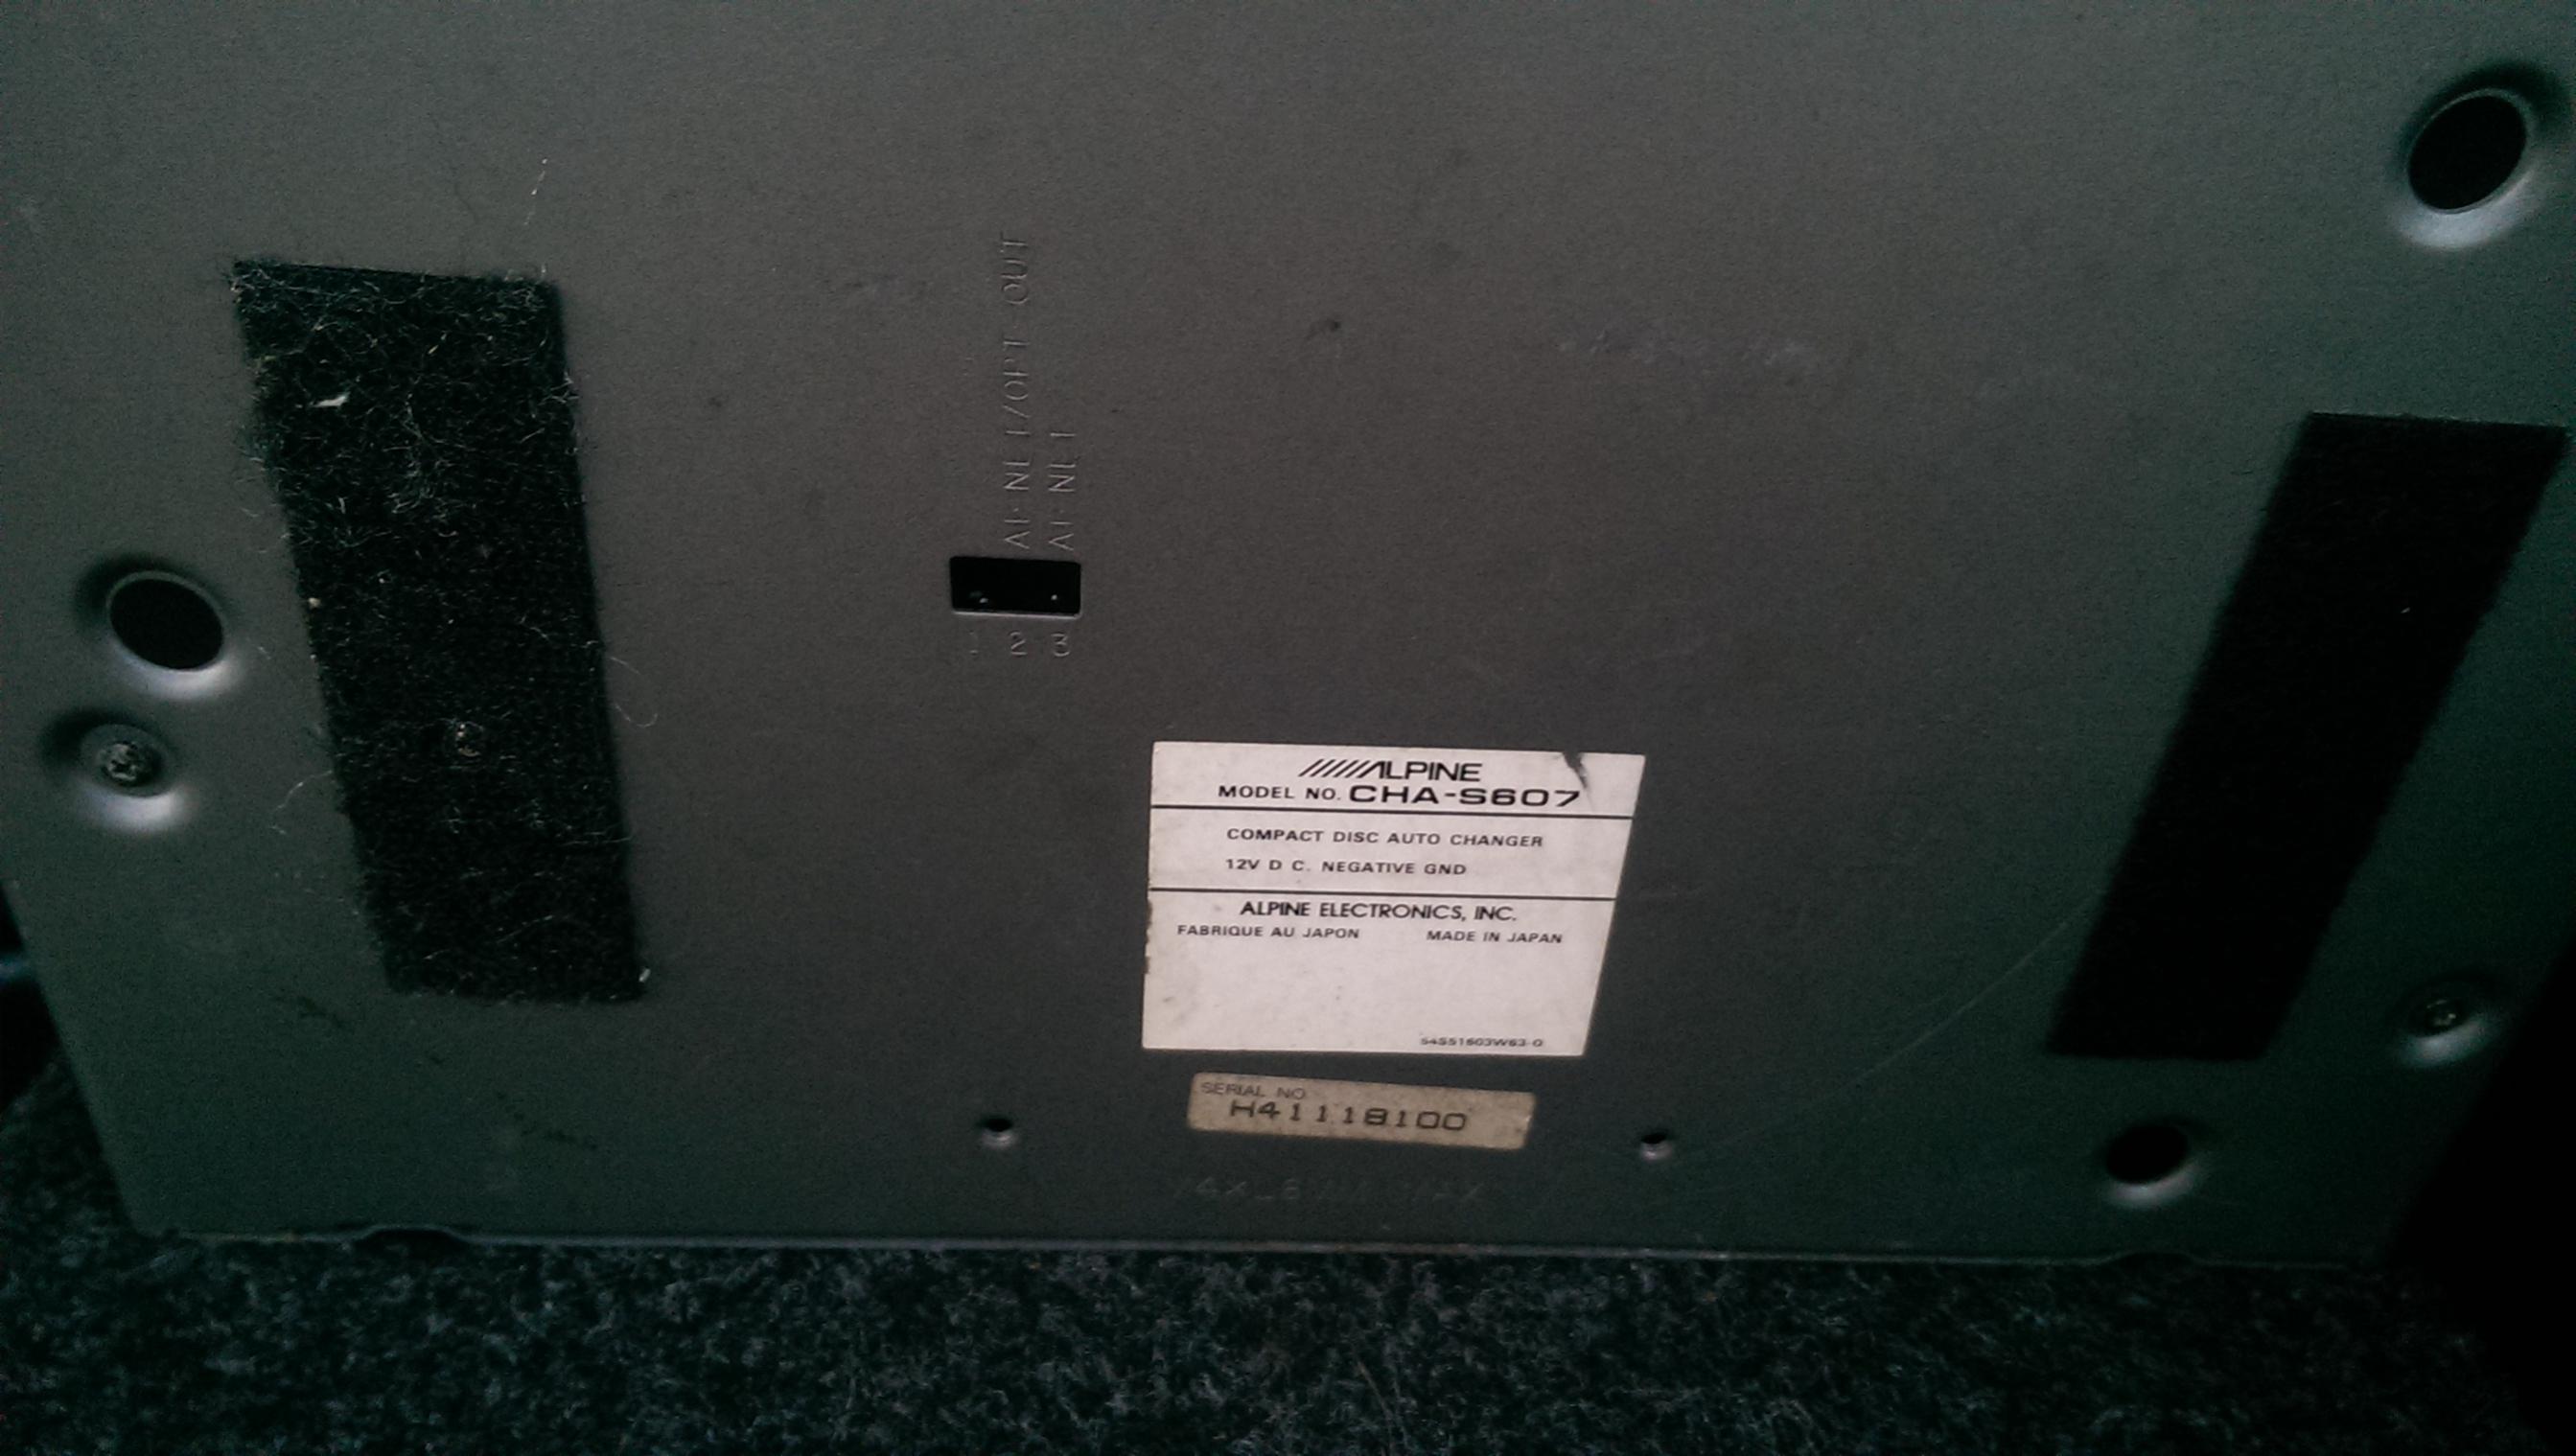 AI-NET/OPT OUT
AI-NET
1 2 3
ALPINE
MODEL NO. CHA-S607
COMPACT DISC AUTO CHANGER
12V D C. NEGATIVE GND
ALPINE ELECTRONICS, INC.
FABRIQUE AU JAPON MADE IN JAPAN
SERIAL NO
H41118100